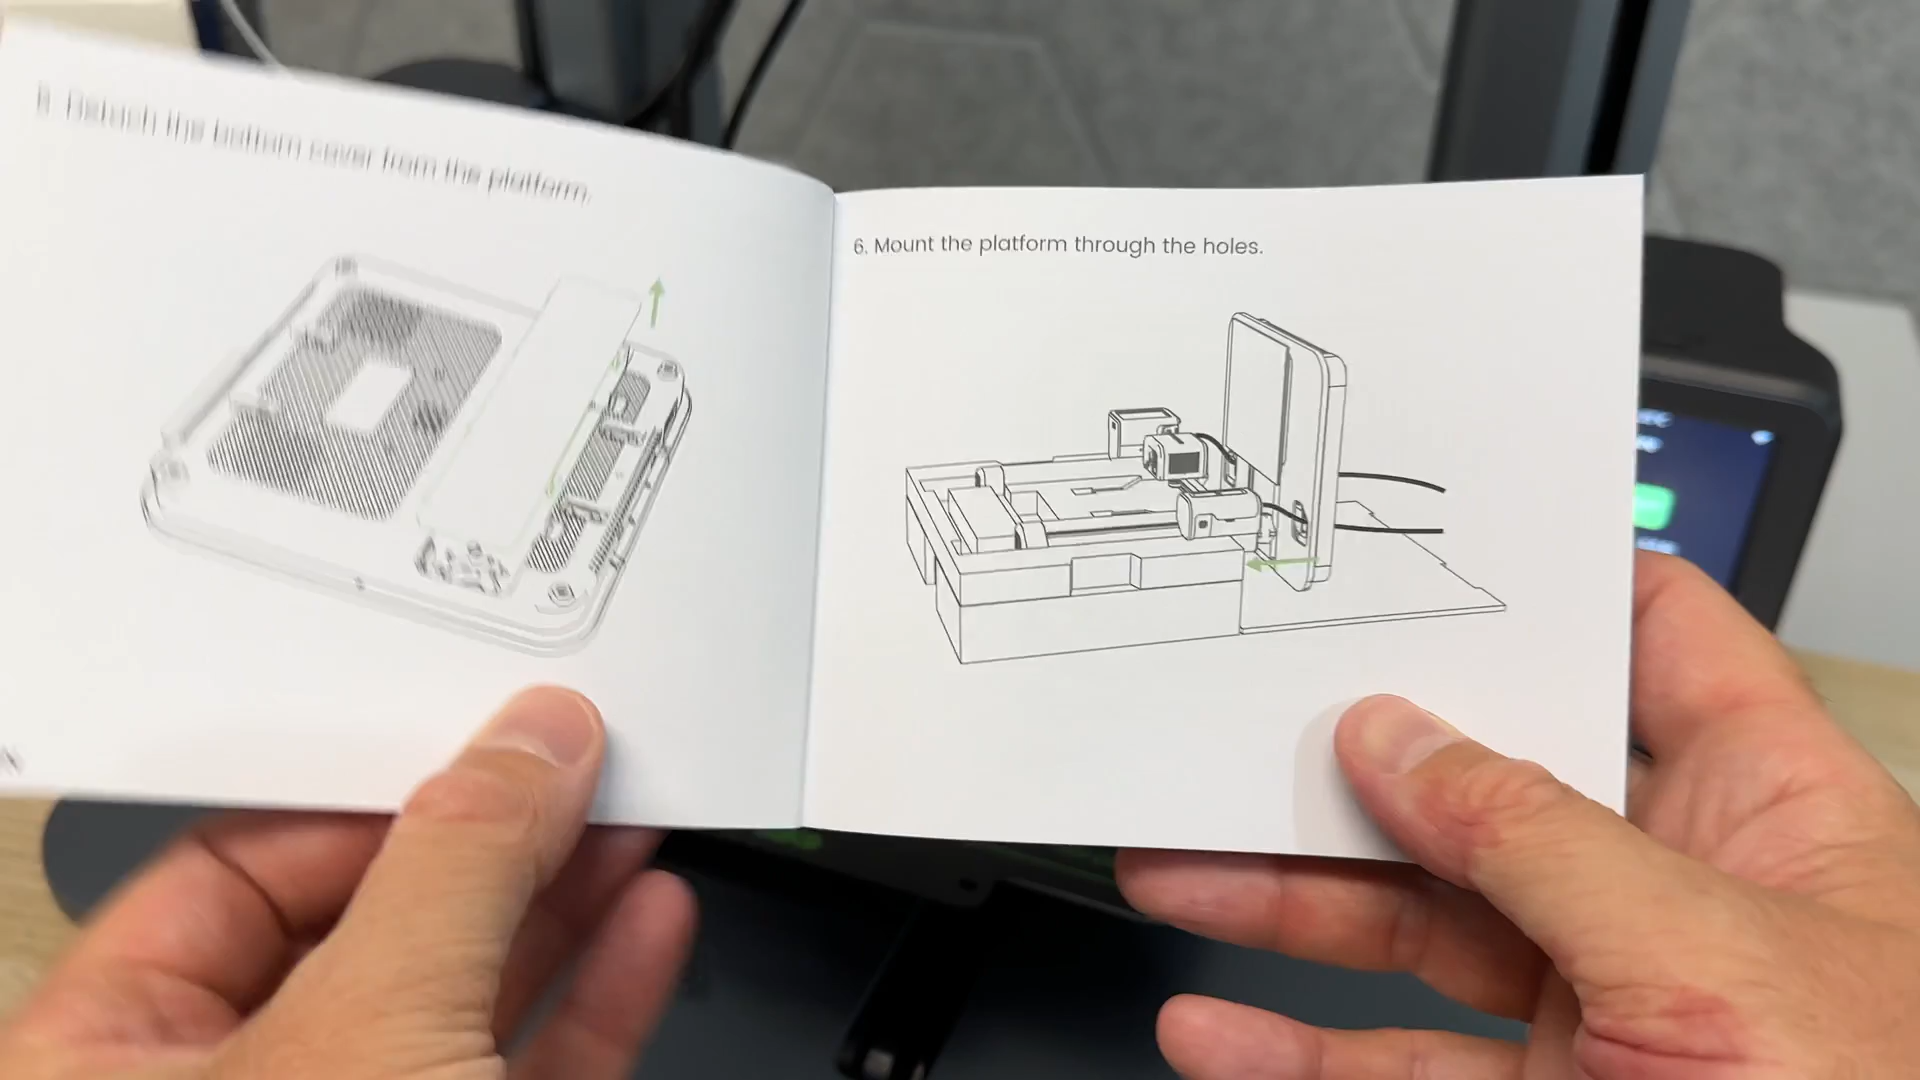 Detach the bottom cover from the platform.
6. Mount the platform through the holes.